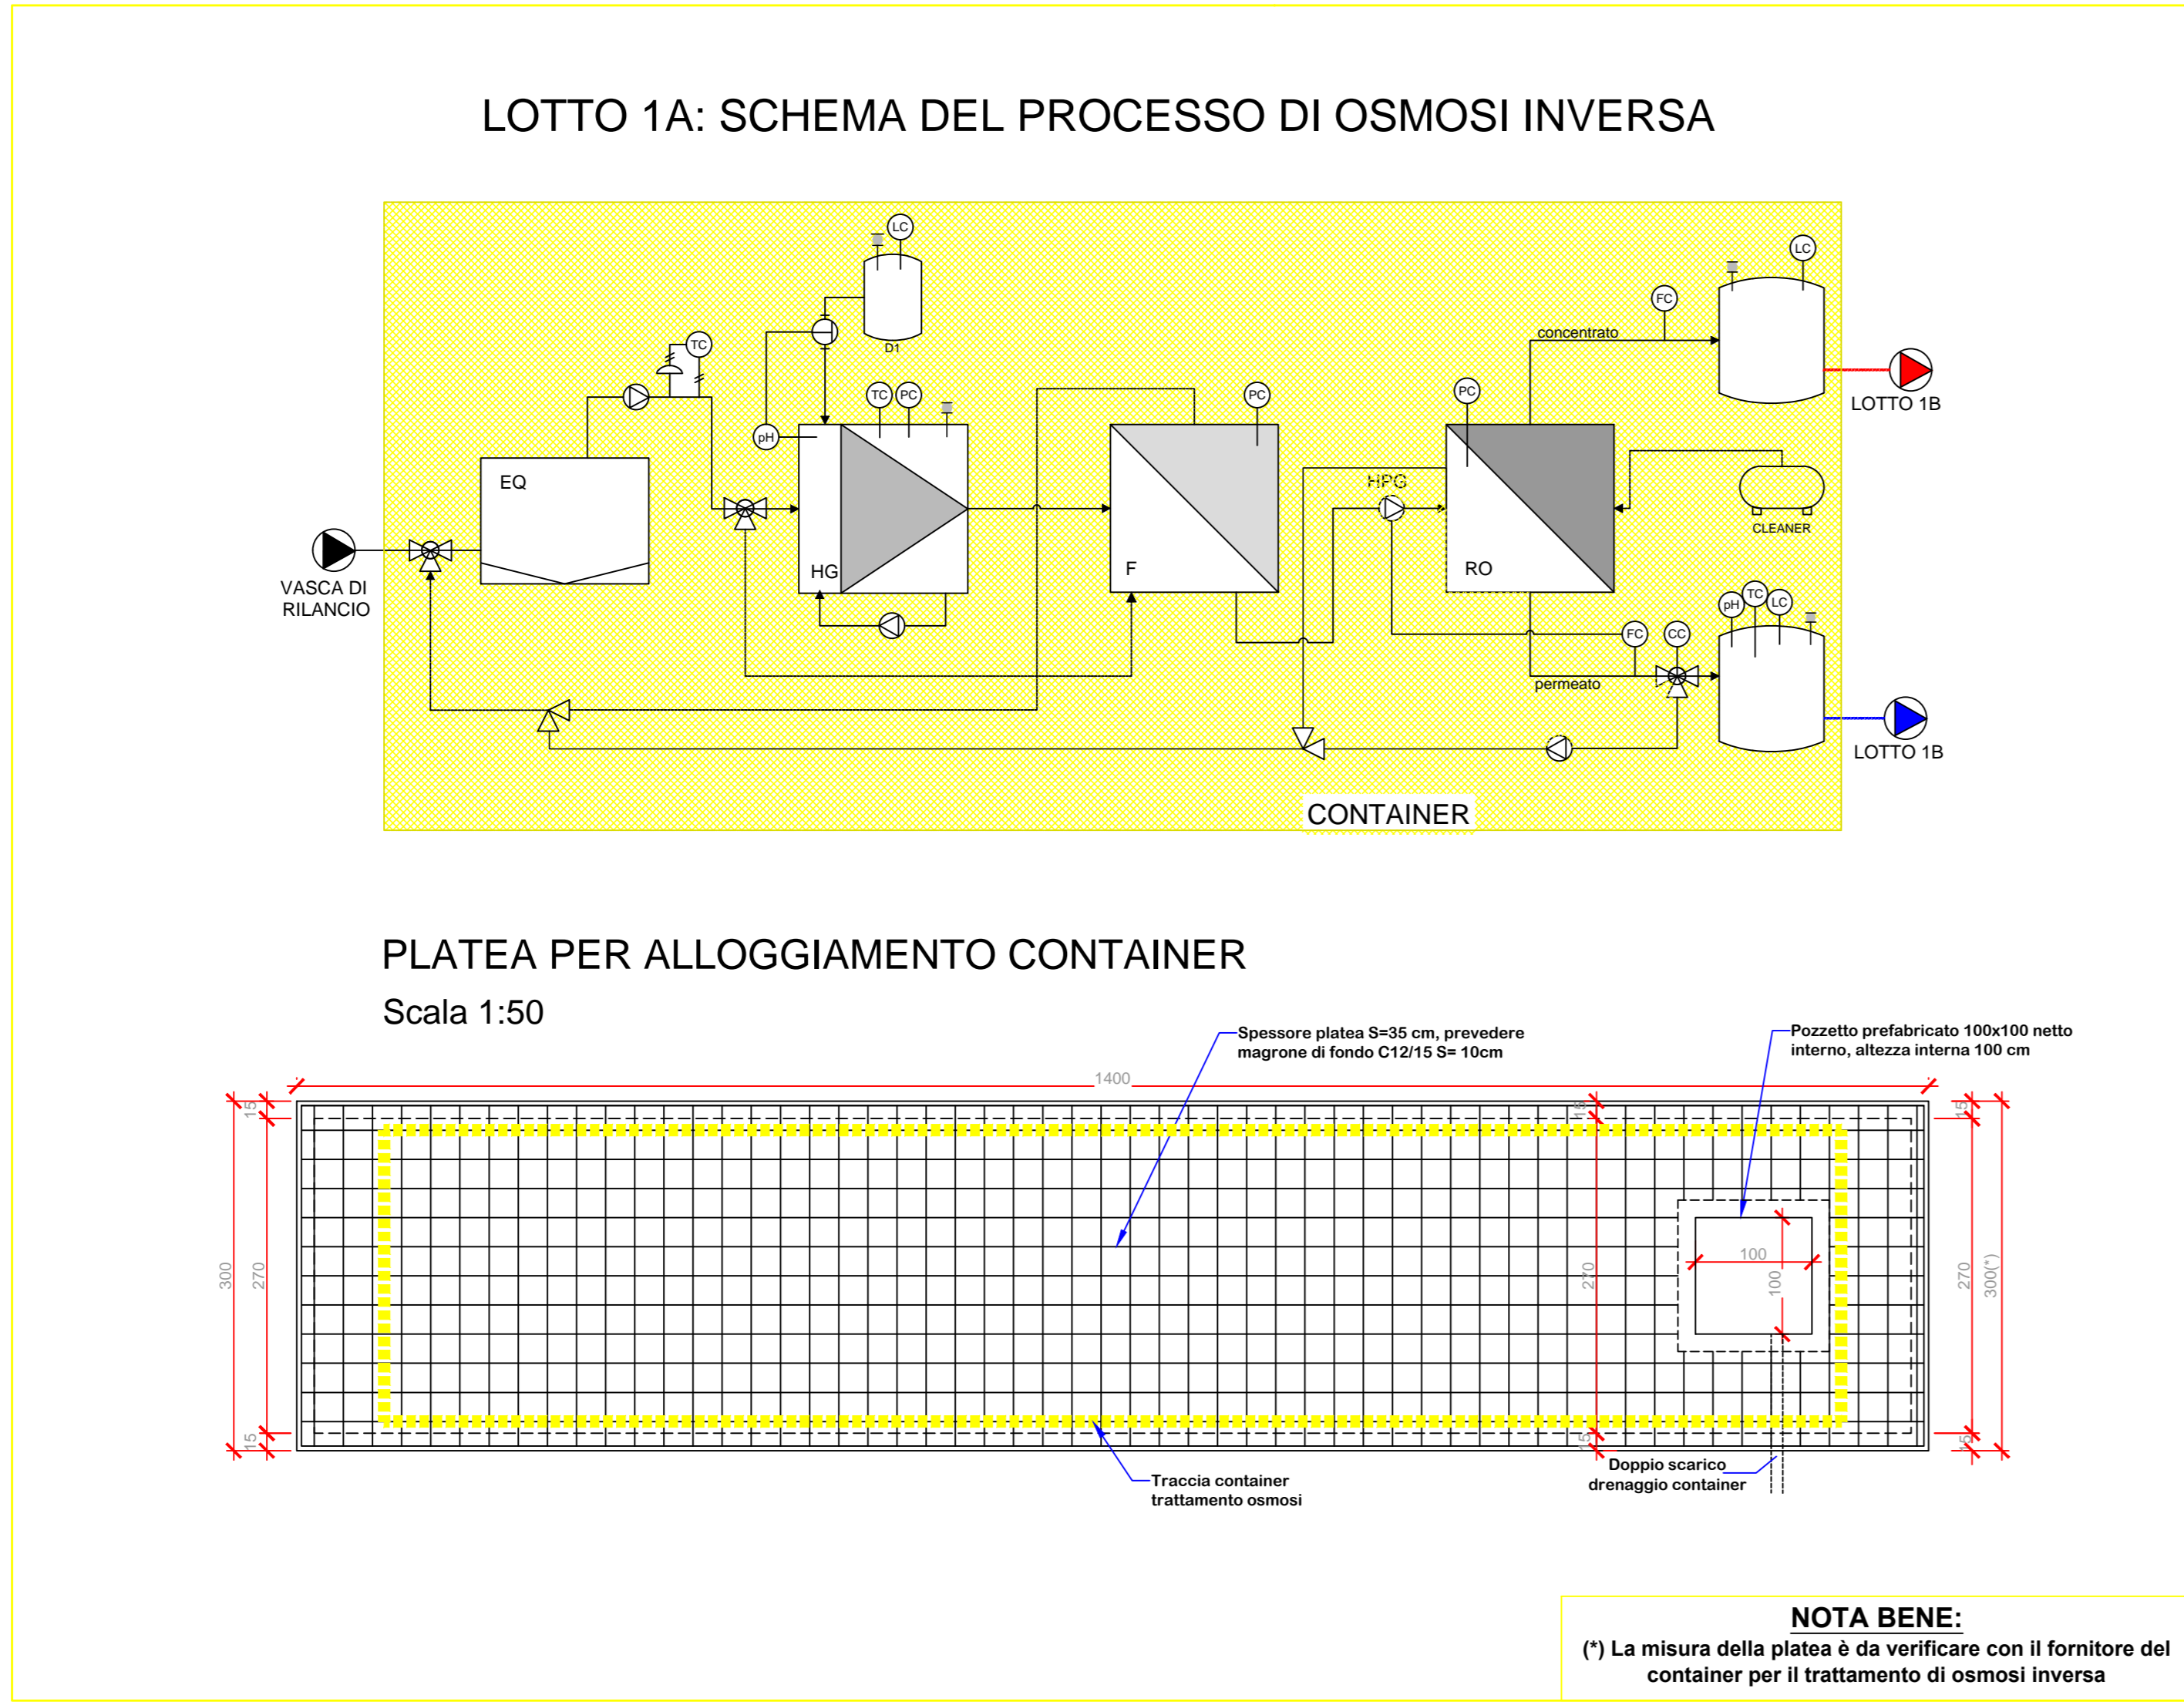 LOTTO 1A: SCHEMA DEL PROCESSO DI OSMOSI INVERSA
LC
D1
TC
TC
PC
pH
EQ
HG
VASCA DI
RILANCIO
PC
F
PC
HPG
RO
concentrato
FC
LC
LOTTO 1B
CLEANER
pH
TC
LC
FC
CC
permeato
LOTTO 1B
CONTAINER
PLATEA PER ALLOGGIAMENTO CONTAINER
Scala 1:50
Spessore platea S=35 cm, prevedere
magrone di fondo C12/15 S= 10cm
Pozzetto prefabricato 100x100 netto
interno, altezza interna 100 cm
1400
15
270
15
300
15
270
15
100
100
15
270
15
300(*)
Traccia container
trattamento osmosi
Doppio scarico
drenaggio container
NOTA BENE:
(*) La misura della platea è da verificare con il fornitore del
container per il trattamento di osmosi inversa